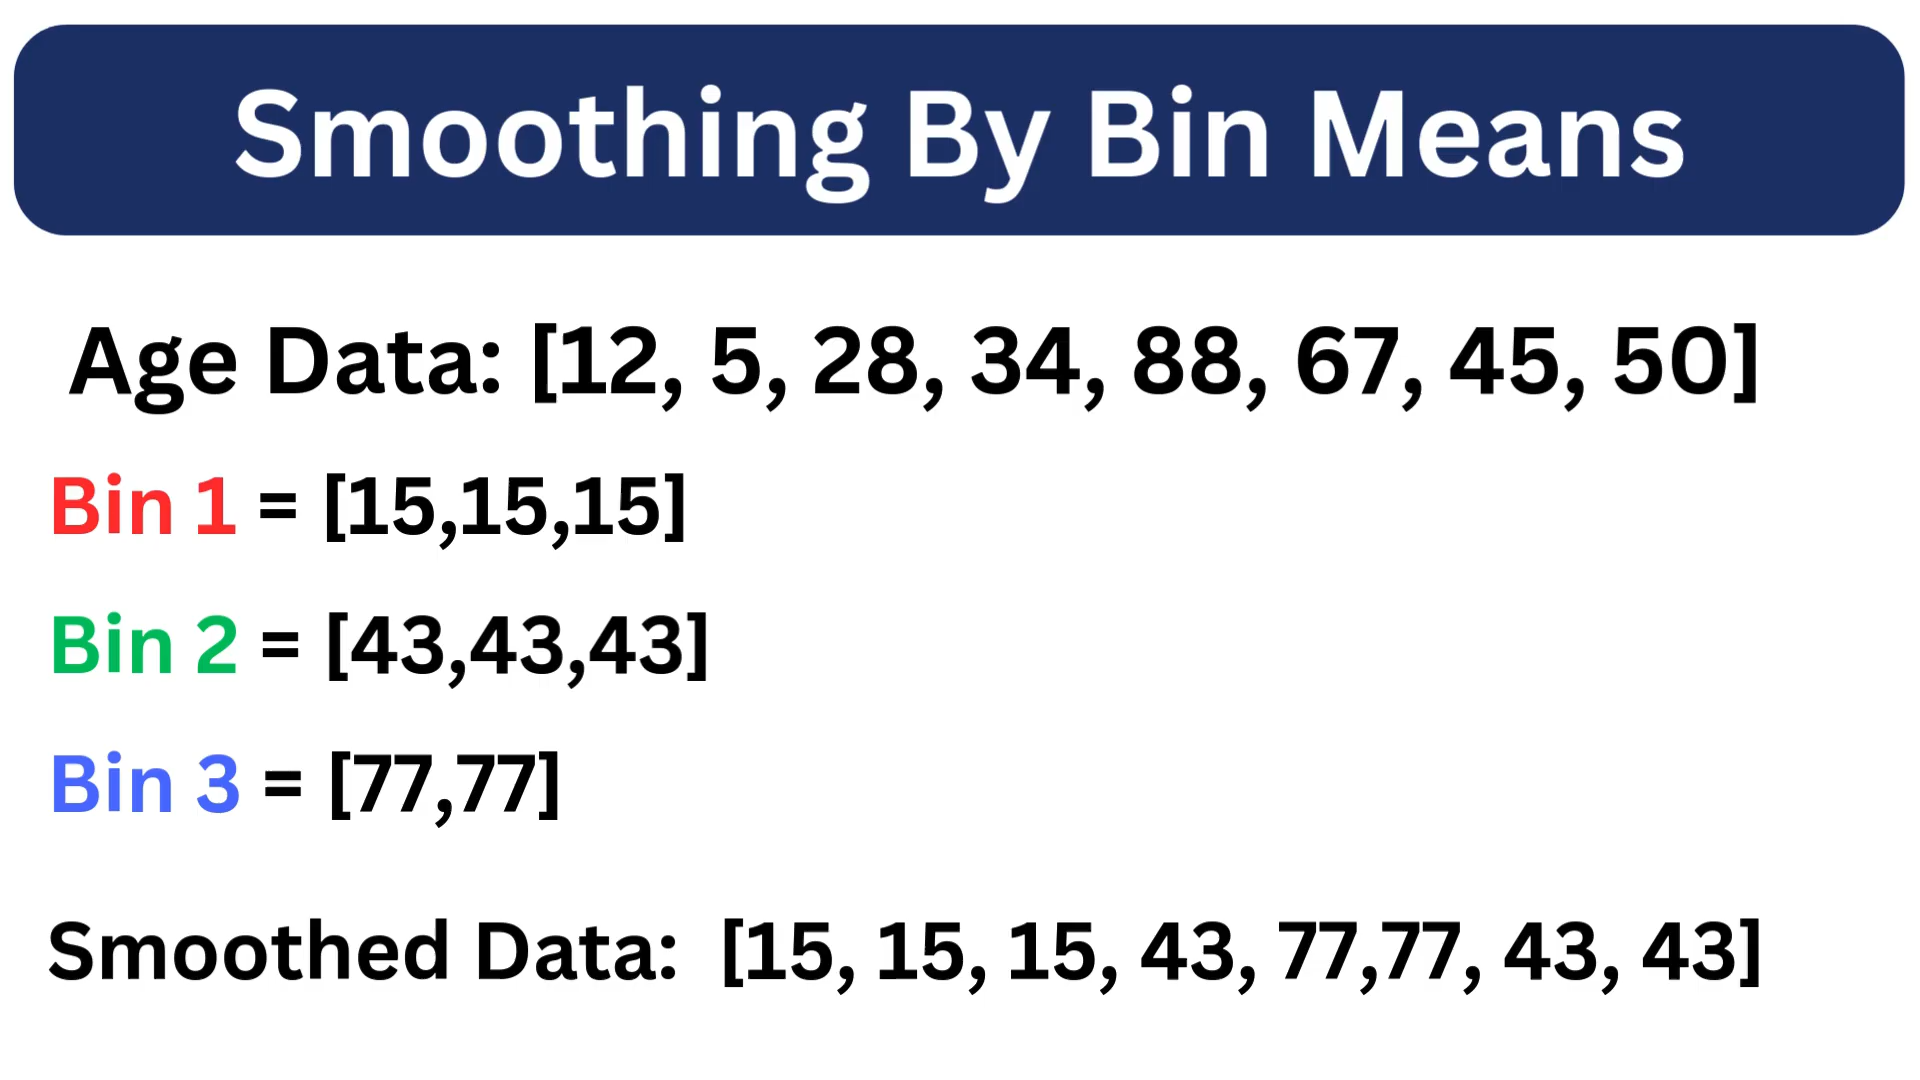 Smoothing By Bin Means
Age Data: [12, 5, 28, 34, 88, 67, 45, 50]
Bin 1 = [15,15,15]
Bin 2 = [43,43,43]
Bin 3 = [77,77]
Smoothed Data: [15, 15, 15, 43, 77,77, 43, 43]